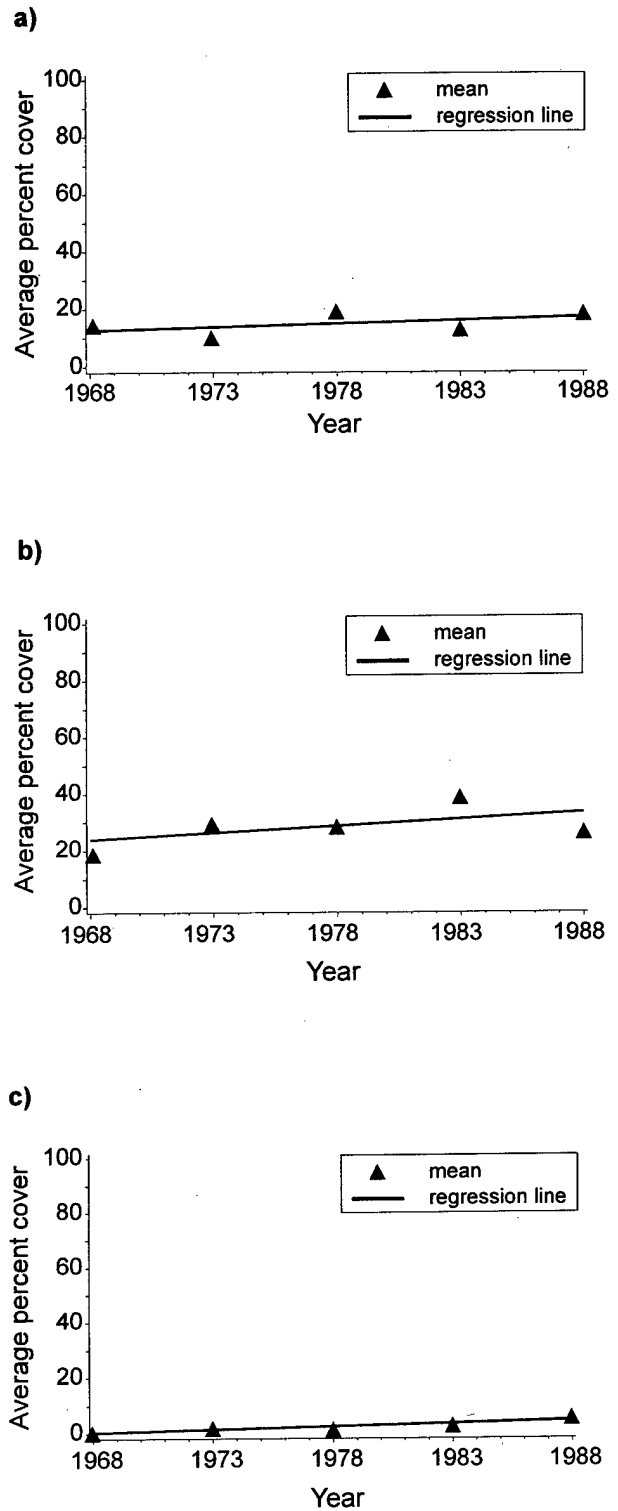 a)
Average percent cover
100
80
60
40
20
0
mean
regression line
1968 1973 1978 1983 1988
Year
b)
Average percent cover
100
80
60
40
20
0
mean
regression line
1968 1973 1978 1983 1988
Year
c)
Average percent cover
100
80
60
40
20
0
mean
regression line
1968 1973 1978 1983 1988
Year